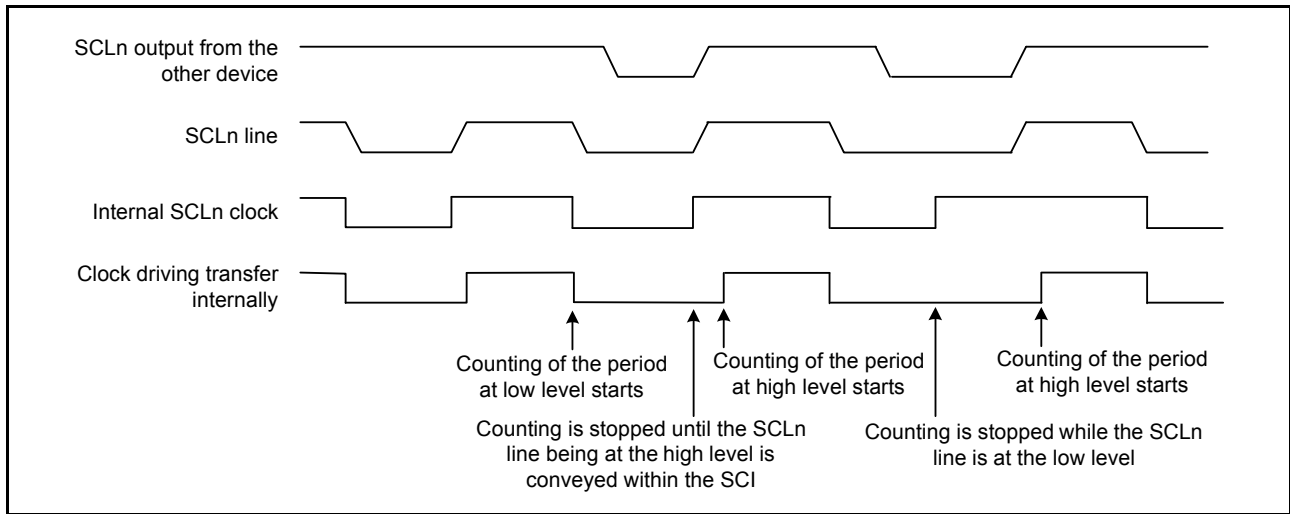 SCLn output from the
other device
SCLn line
Internal SCLn clock
Clock driving transfer
internally
Counting of the period
at low level starts
Counting of the period
at high level starts
Counting of the period
at high level starts
Counting is stopped until the SCLn
line being at the high level is
conveyed within the SCI
Counting is stopped while the SCLn
line is at the low level